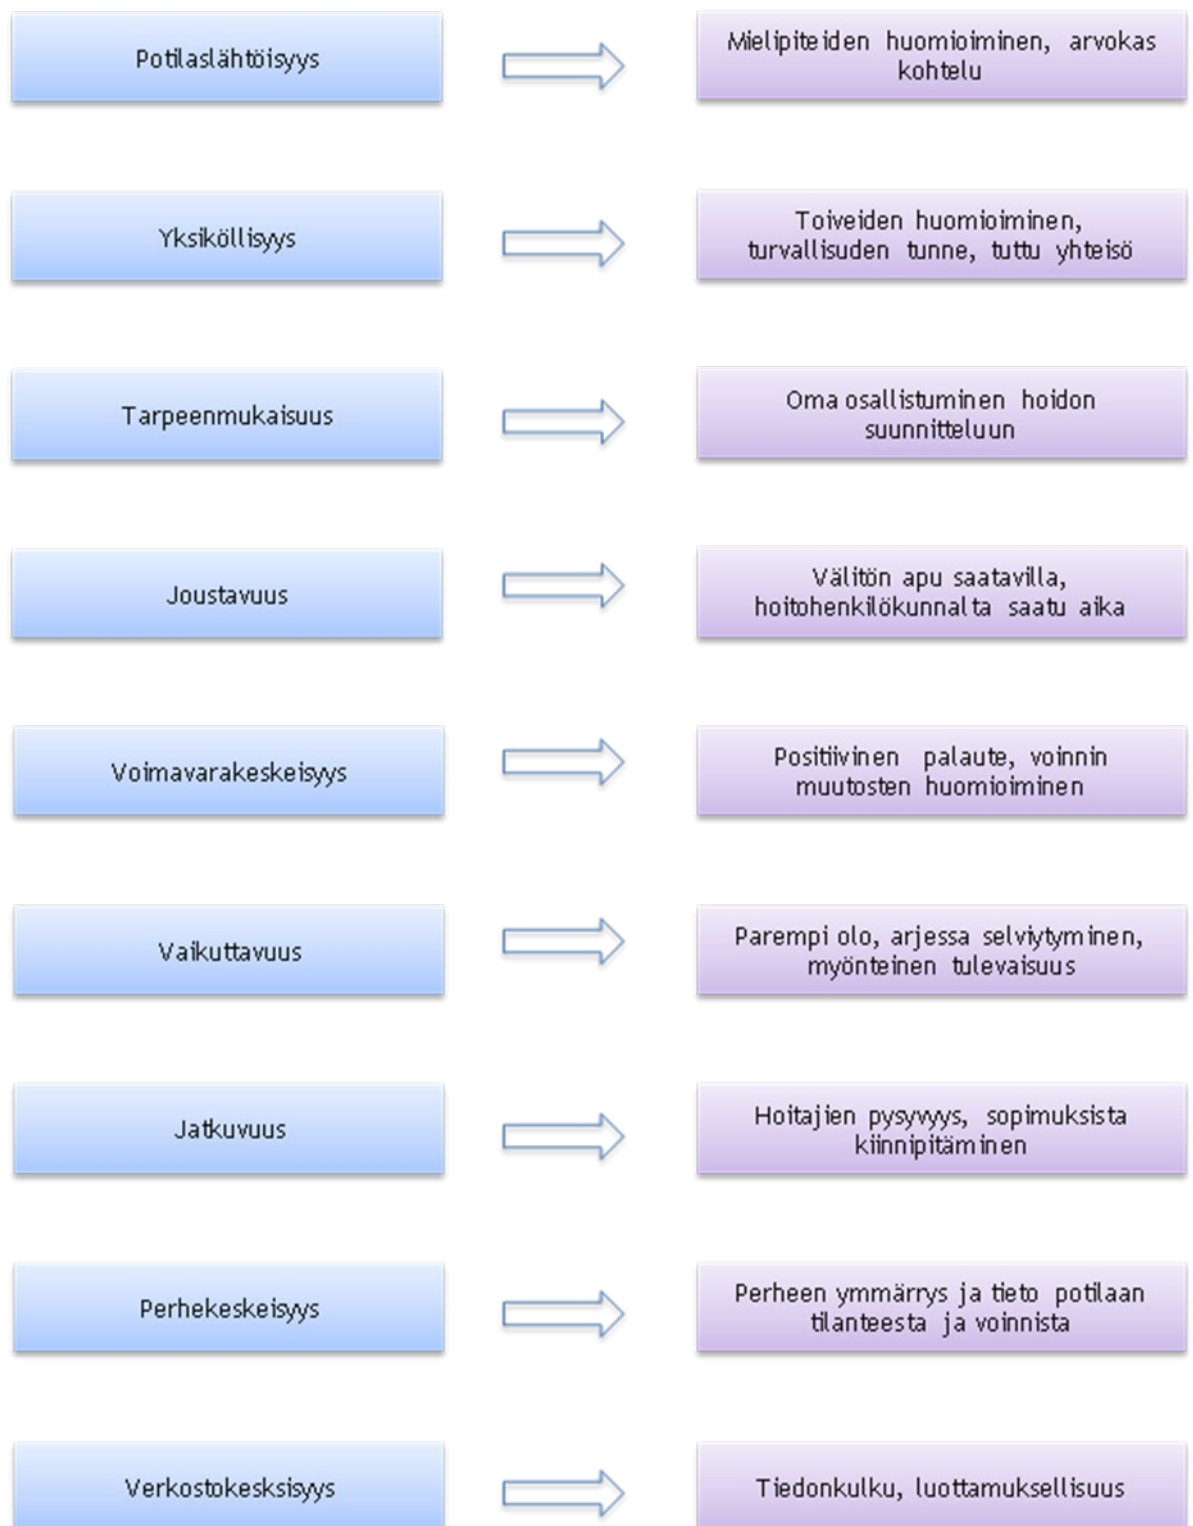 Potilaslähtöisyys
Mielipiteiden huomioiminen, arvokas
kohtelu
Yksiköllisyys
Toiveiden huomioiminen,
turvallisuden tunne, tuttu yhteisö
Tarpeenmukaisuus
Oma osallistuminen hoidon
suunnitteluun
Joustavuus
Välitön apu saatavilla,
hoitohenkilökunnalta saatu aika
Voimavarakeskeisyys
Positiivinen palaute, voinnin
muutosten huomioiminen
Vaikuttavuus
Parempi olo, arjessa selviytyminen,
myönteinen tulevaisuus
Jatkuvuus
Hoitajien pysyvyys, sopimuksista
kiinnipitäminen
Perhekeskeisyys
Perheen ymmärrys ja tieto potilaan
tilanteesta ja voinnista
Verkostokesksisyys
Tiedonkulku, luottamuksellisuus